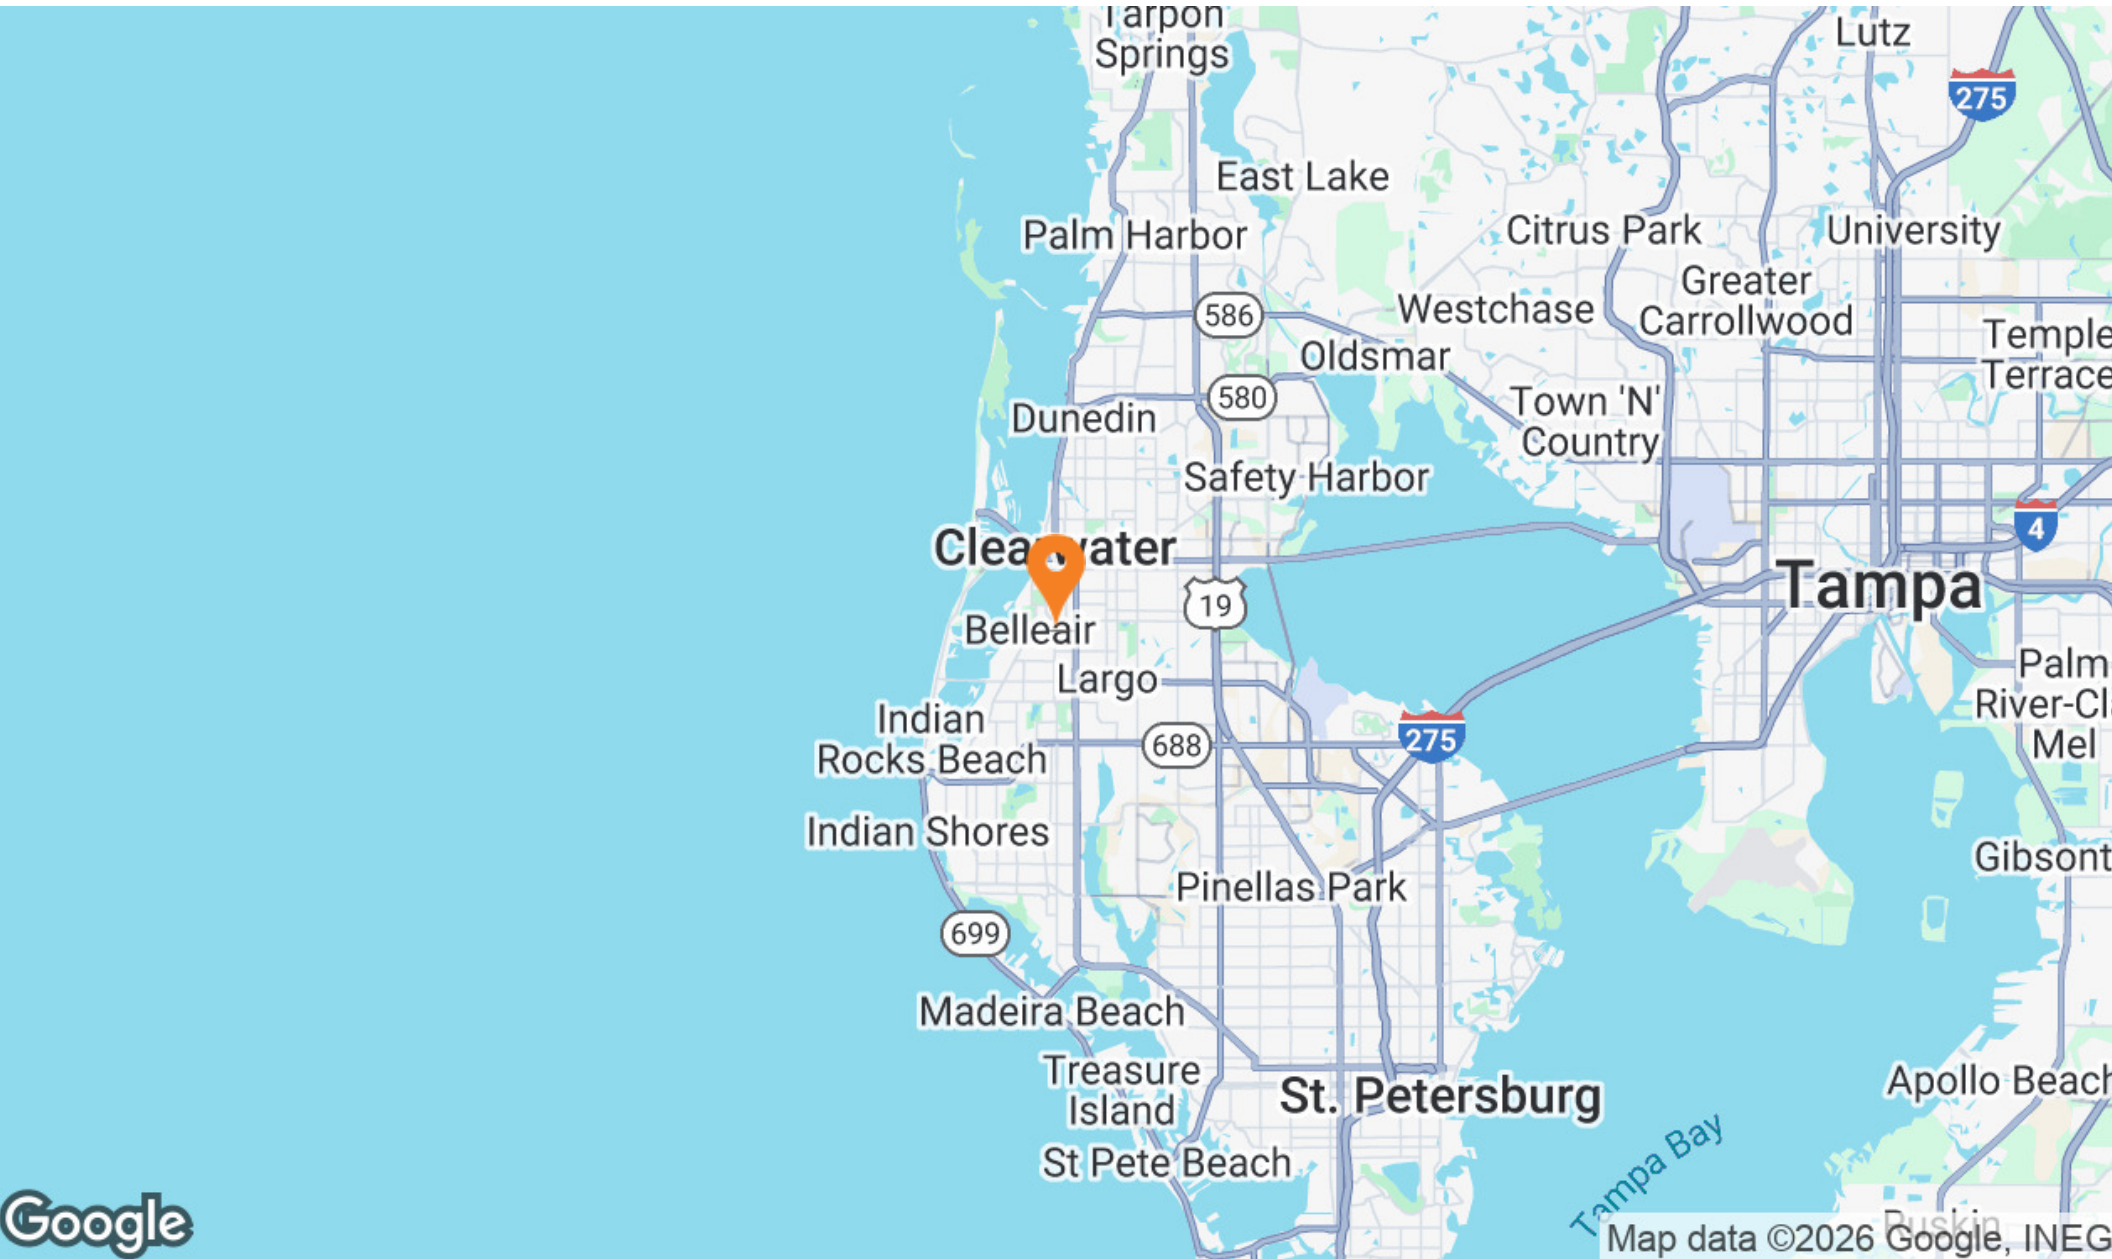 Tarpon
Springs
Lutz
275
East Lake
Palm Harbor
Citrus Park
University
Greater
Carrollwood
586
Westchase
Oldsmar
Temple
Terrace
580
Dunedin
Town 'N'
Country
Safety Harbor
4
Clearwater
Tampa
19
Belleair
Largo
Palm
River-Cl
Mel
Indian
Rocks Beach
688
275
Indian Shores
Gibsont
Pinellas Park
699
Madeira Beach
Treasure
Island
St. Petersburg
Apollo Beach
St Pete Beach
Tampa Bay
Ruskin
Google
Map data ©2026 Google, INEG